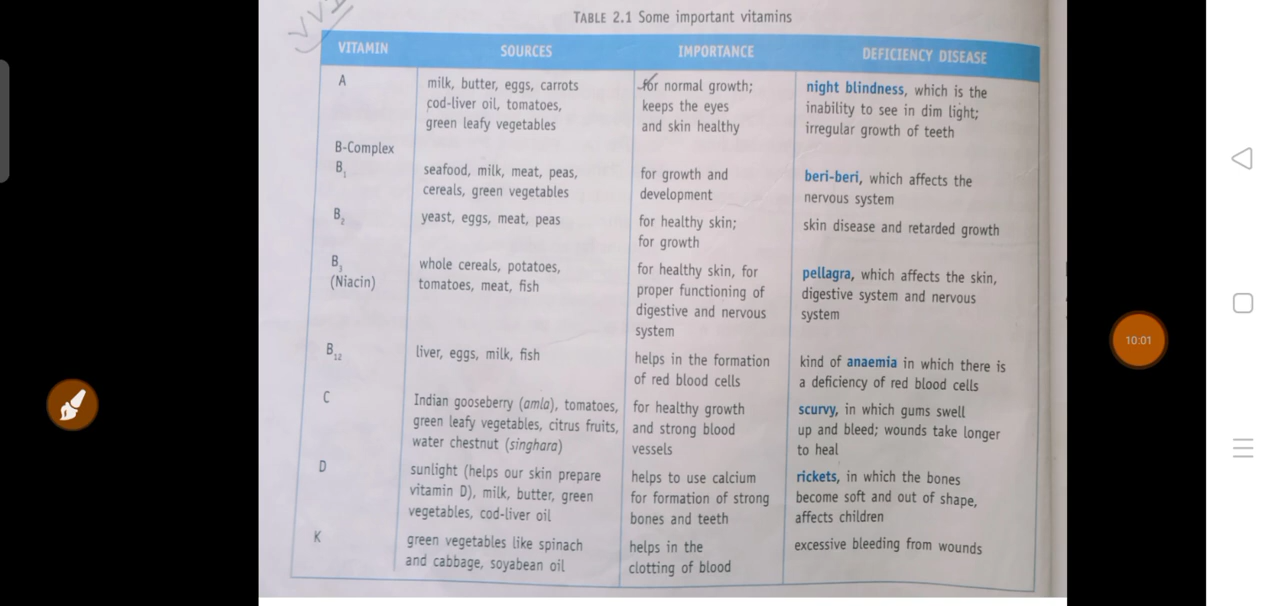 VVI
TABLE 2.1 Some important vitamins
VITAMIN SOURCES IMPORTANCE DEFICIENCY DISEASE
A milk, butter, eggs, carrots for normal growth; night blindness, which is the
cod-liver oil, tomatoes, keeps the eyes inability to see in dim light;
green leafy vegetables and skin healthy irregular growth of teeth
B-Complex
B₁ seafood, milk, meat, peas, for growth and beri-beri, which affects the
cereals, green vegetables development nervous system
B₂ yeast, eggs, meat, peas for healthy skin; skin disease and retarded growth
for growth
B₃ whole cereals, potatoes, for healthy skin, for pellagra, which affects the skin,
(Niacin) tomatoes, meat, fish proper functioning of digestive system and nervous
digestive and nervous system
system
B₁₂ liver, eggs, milk, fish helps in the formation kind of anaemia in which there is
of red blood cells a deficiency of red blood cells
C Indian gooseberry (amla), tomatoes, for healthy growth scurvy, in which gums swell
green leafy vegetables, citrus fruits, and strong blood up and bleed; wounds take longer
water chestnut (singhara) vessels to heal
D sunlight (helps our skin prepare helps to use calcium rickets, in which the bones
vitamin D), milk, butter, green for formation of strong become soft and out of shape,
vegetables, cod-liver oil bones and teeth affects children
K green vegetables like spinach helps in the excessive bleeding from wounds
and cabbage, soyabean oil clotting of blood
10:01